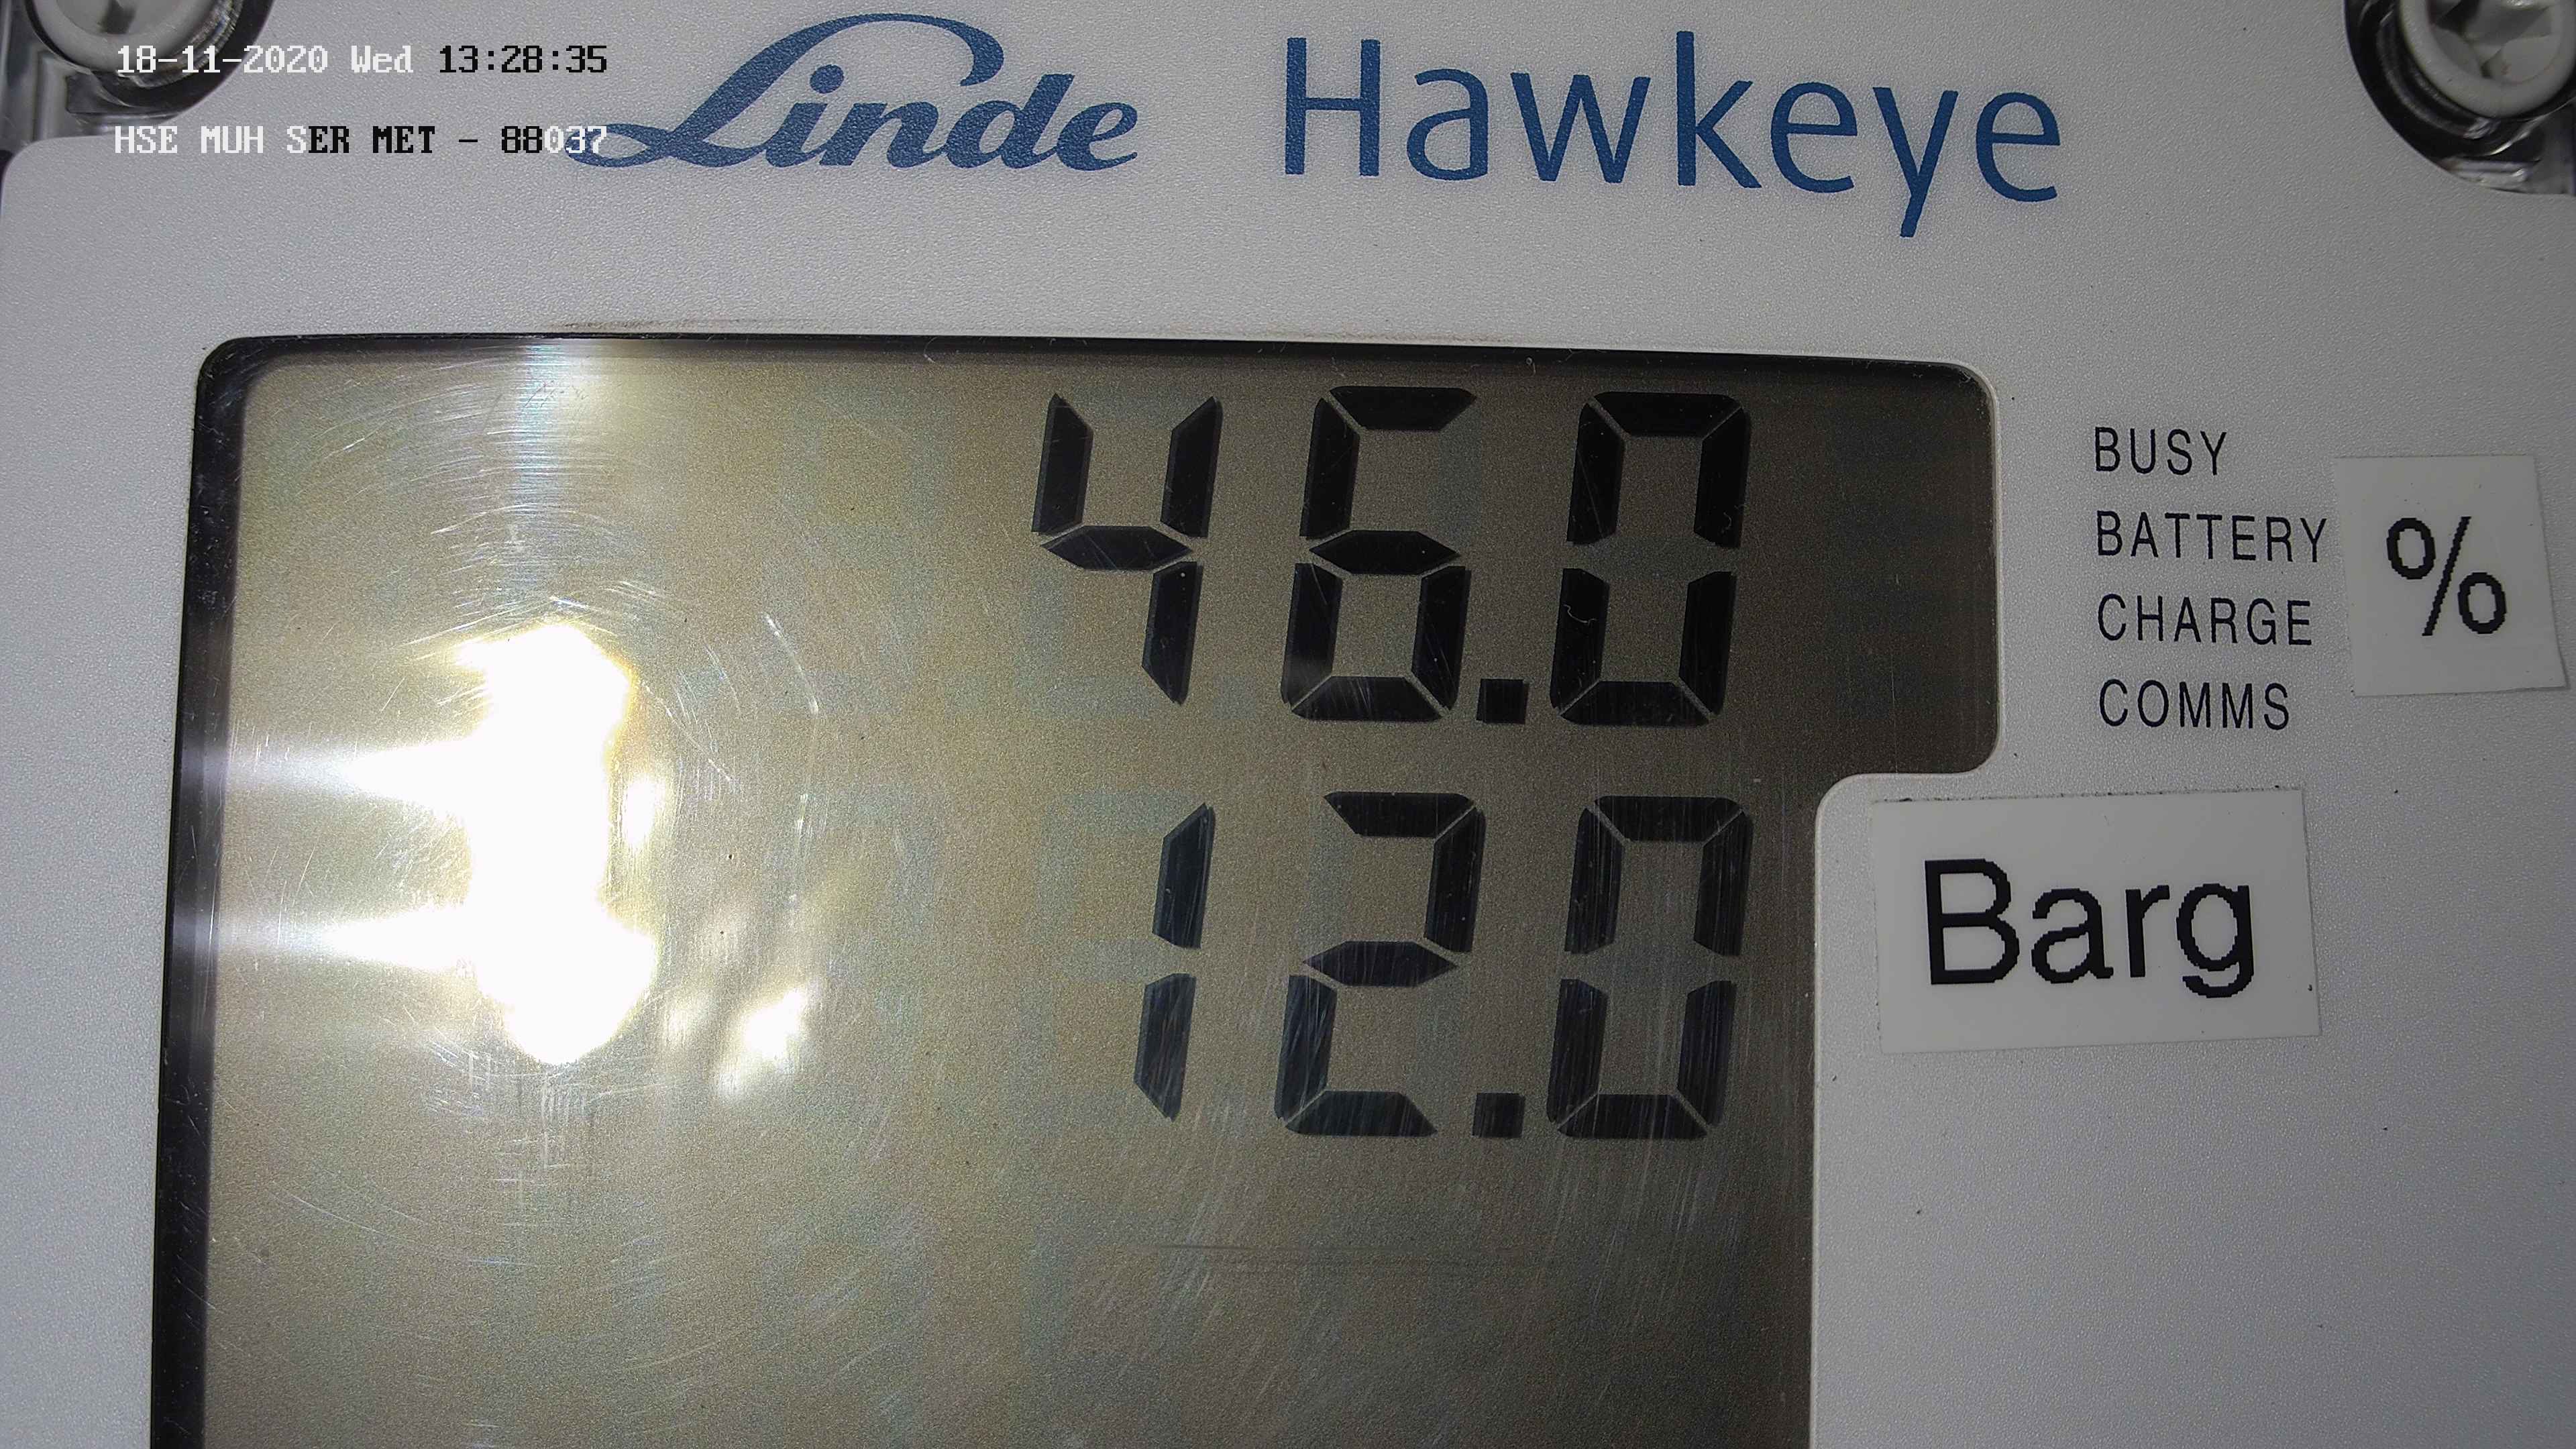 18-11-2020 Wed 13:28:35
HSE MUH SER MET - 88037
Linde Hawkeye
46.0
BUSY
BATTERY
CHARGE
COMMS
%
12.0
Barg